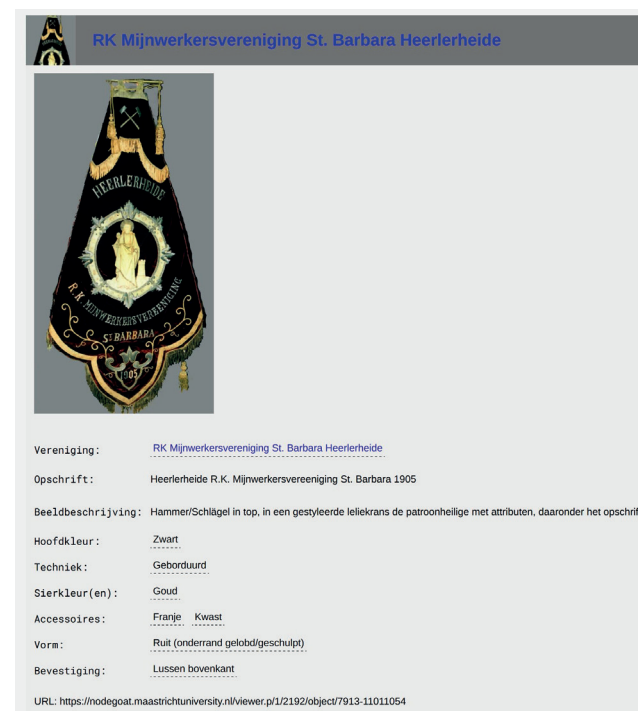 RK Mijnwerkersvereniging St. Barbara Heerlerheide
HEERLERHEIDE
R.K. MIJNWERKERSVEREENIGING
ST BARBARA
1905
Vereniging: RK Mijnwerkersvereniging St. Barbara Heerlerheide
Opschrift: Heerlerheide R.K. Mijnwerkersvereeniging St. Barbara 1905
Beeldbeschrijving: Hammer/Schlägel in top, in een gestyleerde leliekrans de patroonheilige met attributen, daaronder het opschrif
Hoofdkleur: Zwart
Techniek: Geborduurd
Sierkleur(en): Goud
Accessoires: Franje Kwast
Vorm: Ruit (onderrand gelobd/geschulpt)
Bevestiging: Lussen bovenkant
URL: https://nodegoat.maastrichtuniversity.nl/viewer.p/1/2192/object/7913-11011054